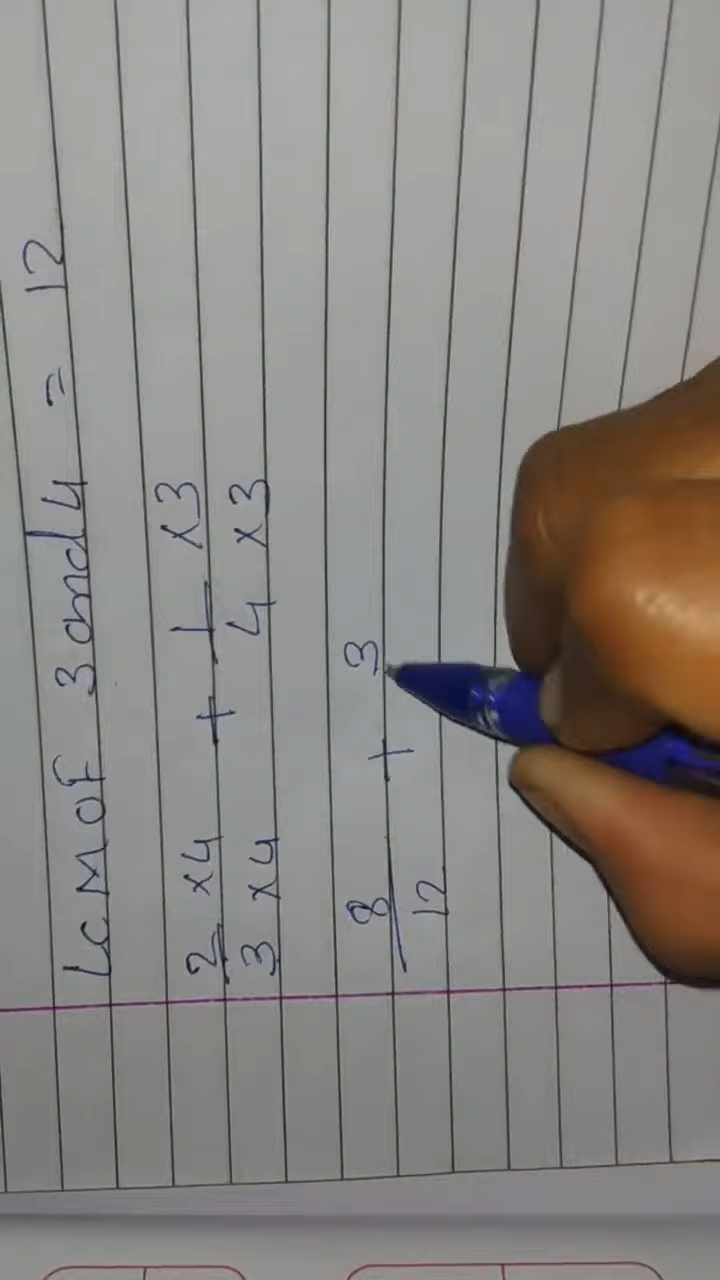 LCM OF 3 and 4 = 12
2 ×4 + 1 ×3
3 ×4 4 ×3
8 + 3
12